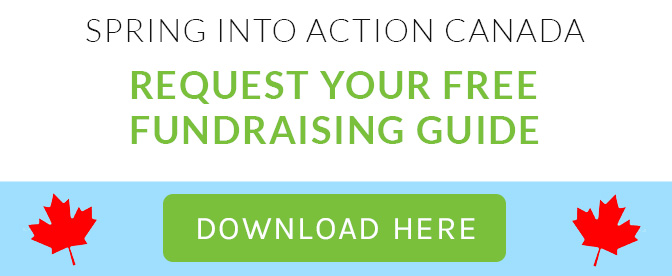 SPRING INTO ACTION CANADA
REQUEST YOUR FREE
FUNDRAISING GUIDE
DOWNLOAD HERE